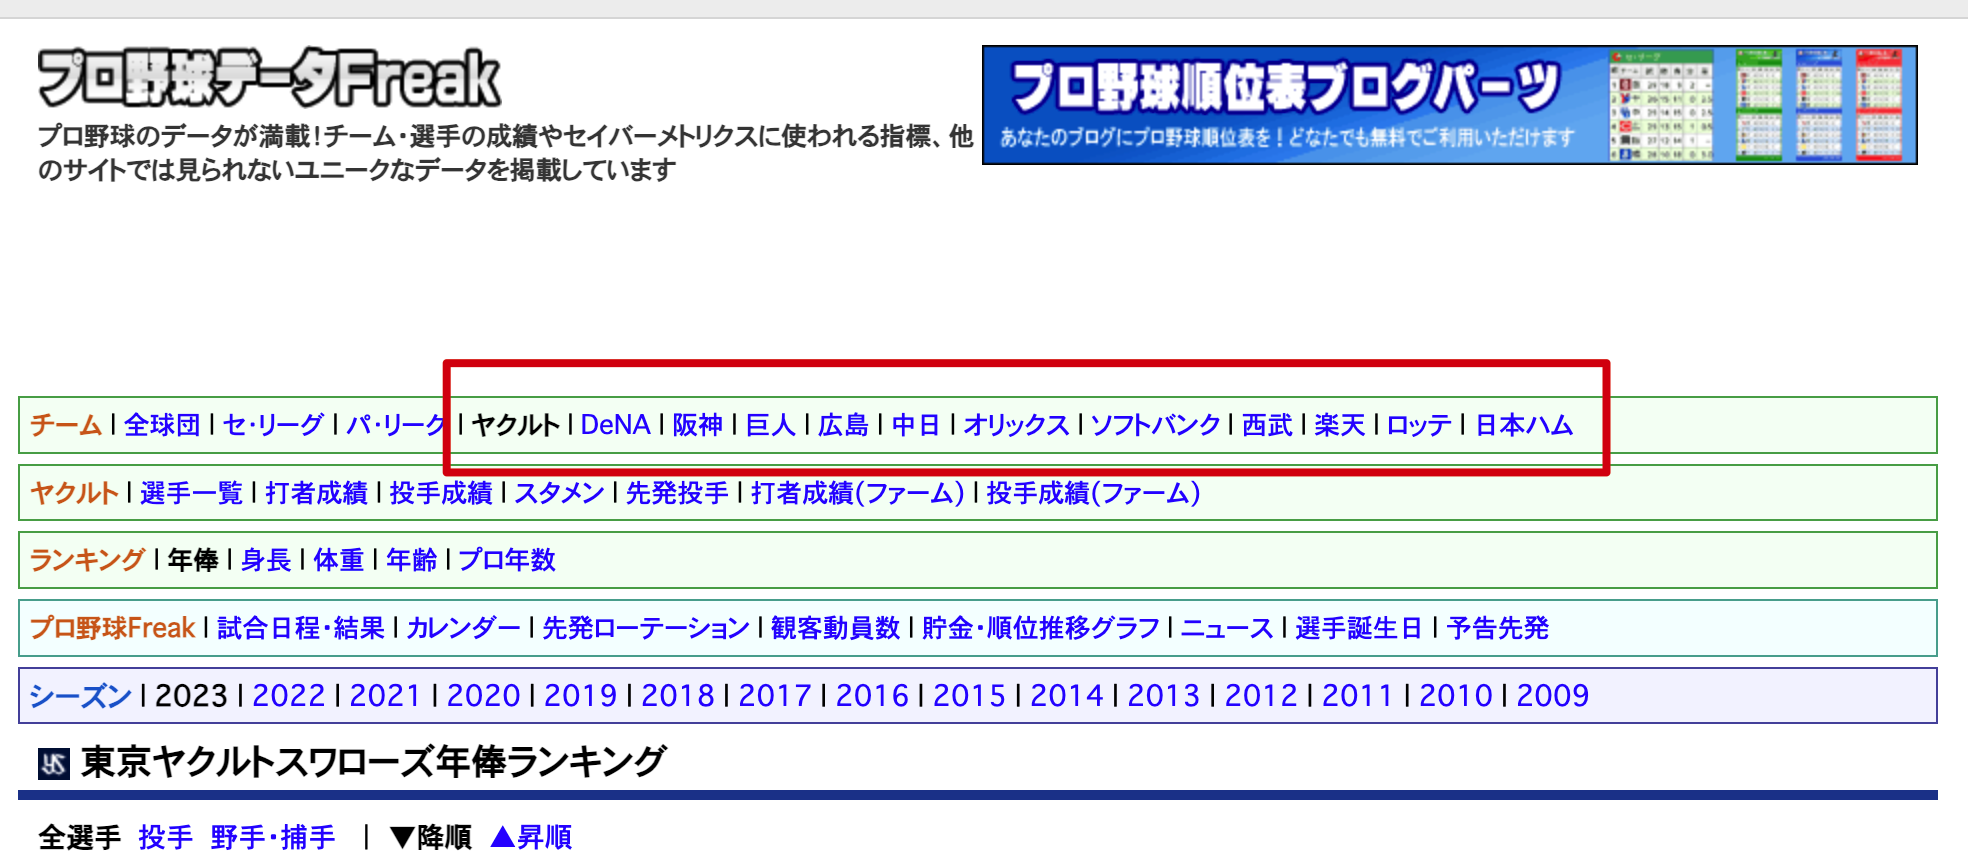 プロ野球データFreak
プロ野球のデータが満載!チーム・選手の成績やセイバーメトリクスに使われる指標、他
のサイトでは見られないユニークなデータを掲載しています
プロ野球順位表ブログパーツ
あなたのブログにプロ野球順位表を!どなたでも無料でご利用いただけます
チーム | 全球団 | セ・リーグ | パ・リーグ | ヤクルト | DeNA | 阪神 | 巨人 | 広島 | 中日 | オリックス | ソフトバンク | 西武 | 楽天 | ロッテ | 日本ハム
ヤクルト | 選手一覧 | 打者成績 | 投手成績 | スタメン | 先発投手 | 打者成績(ファーム) | 投手成績(ファーム)
ランキング | 年俸 | 身長 | 体重 | 年齢 | プロ年数
プロ野球Freak | 試合日程・結果 | カレンダー | 先発ローテーション | 観客動員数 | 貯金・順位推移グラフ | ニュース | 選手誕生日 | 予告先発
シーズン | 2023 | 2022 | 2021 | 2020 | 2019 | 2018 | 2017 | 2016 | 2015 | 2014 | 2013 | 2012 | 2011 | 2010 | 2009
東京ヤクルトスワローズ年俸ランキング
全選手 投手 野手・捕手 | ▼降順 ▲昇順